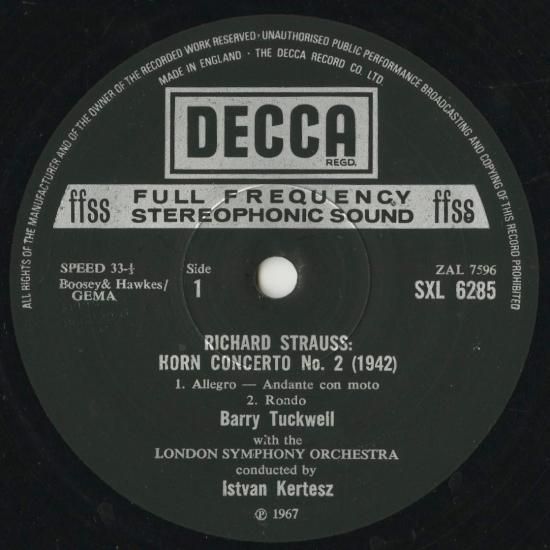 ALL RIGHTS OF THE MANUFACTURER AND OF THE OWNER OF THE RECORDED WORK RESERVED · UNAUTHORISED PUBLIC PERFORMANCE BROADCASTING AND COPYING OF THIS RECORD PROHIBITED
MADE IN ENGLAND · THE DECCA RECORD CO. LTD.
DECCA
REGD.
ffss FULL FREQUENCY ffss
STEREOPHONIC SOUND
SPEED 33-⅓ Side ZAL 7596
Boosey & Hawkes/ 1 SXL 6285
GEMA
RICHARD STRAUSS:
HORN CONCERTO No. 2 (1942)
1. Allegro — Andante con moto
2. Rondo
Barry Tuckwell
with the
LONDON SYMPHONY ORCHESTRA
conducted by
Istvan Kertesz
℗ 1967